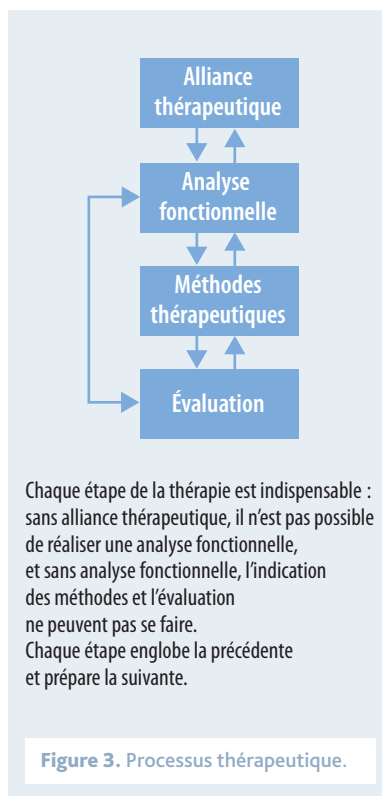 Alliance
thérapeutique
Analyse
fonctionnelle
Méthodes
thérapeutiques
Évaluation
Chaque étape de la thérapie est indispensable :
sans alliance thérapeutique, il n’est pas possible
de réaliser une analyse fonctionnelle,
et sans analyse fonctionnelle, l’indication
des méthodes et l’évaluation
ne peuvent pas se faire.
Chaque étape englobe la précédente
et prépare la suivante.
Figure 3. Processus thérapeutique.